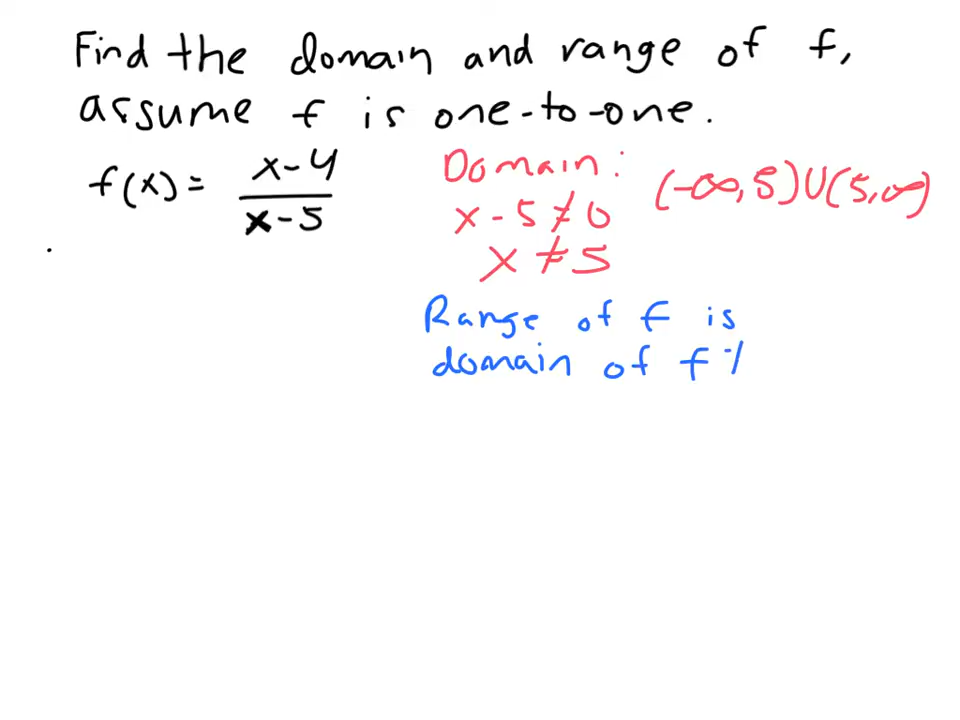 Find the domain and range of f,
assume f is one-to-one.
f(x) = \frac{x-4}{x-5}
Domain: (-∞, 5) U (5, ∞)
x - 5 ≠ 0
x ≠ 5
Range of f is
domain of f⁻¹